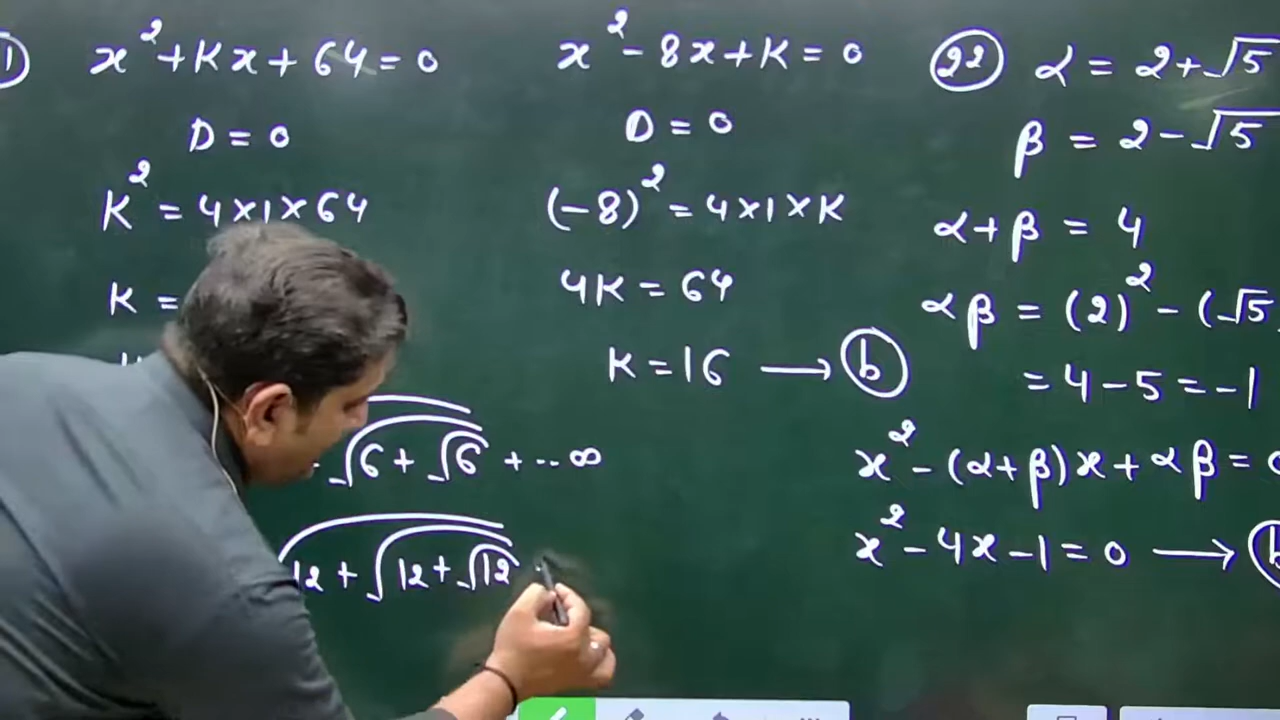 x² + Kx + 64 = 0
D = 0
K² = 4 × 1 × 64
K =
√6 + √6 + ... ∞
12 + √12 + √12
x² - 8x + K = 0
D = 0
(-8)² = 4 × 1 × K
4K = 64
K = 16 → (b)
(22) α = 2 + √5
β = 2 - √5
α + β = 4
αβ = (2)² - (√5
= 4 - 5 = -1
x² - (α + β)x + αβ = 0
x² - 4x - 1 = 0 → (b